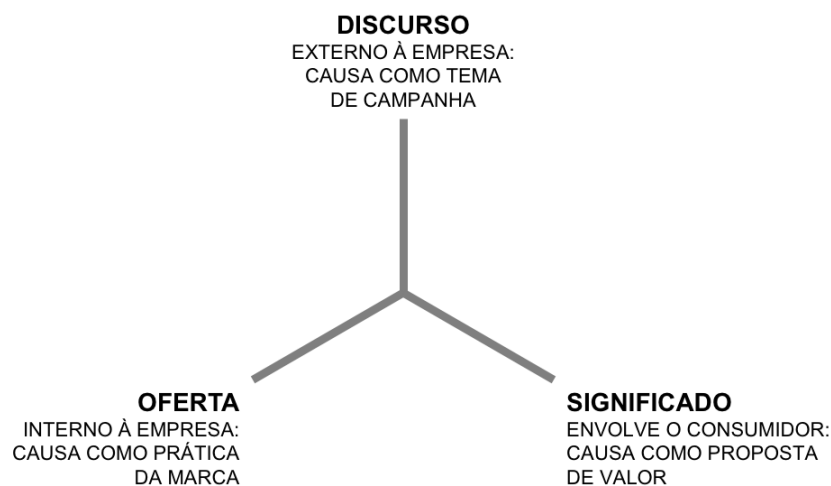 DISCURSO
EXTERNO À EMPRESA:
CAUSA COMO TEMA
DE CAMPANHA
OFERTA
INTERNO À EMPRESA:
CAUSA COMO PRÁTICA
DA MARCA
SIGNIFICADO
ENVOLVE O CONSUMIDOR:
CAUSA COMO PROPOSTA
DE VALOR